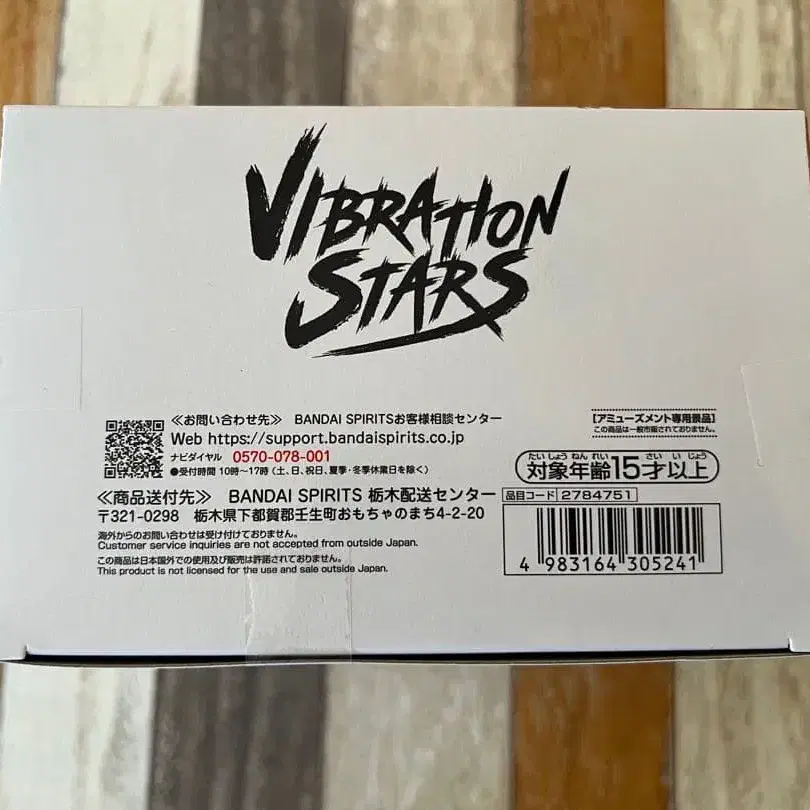 VIBRATION
STARS
≪お問い合わせ先≫ BANDAI SPIRITSお客様相談センター
Web https://support.bandaispirits.co.jp
ナビダイヤル 0570-078-001
●受付時間 10時~17時 (土、日、祝日、夏季・冬季休業日を除く)
≪商品送付先≫ BANDAI SPIRITS 栃木配送センター
〒321-0298 栃木県下都賀郡壬生町おもちゃのまち4-2-20
海外からのお問い合わせは受け付けておりません。
Customer service inquiries are not accepted from outside Japan.
この商品は日本国外での使用及び販売は許諾されておりません。
This product is not licensed for the use and sale outside Japan.
【アミューズメント専用景品】
この商品は一般市販されておりません。
たいしょうねんれい さい いじょう
対象年齢15才以上
品目コード 2784751
4 983164 305241